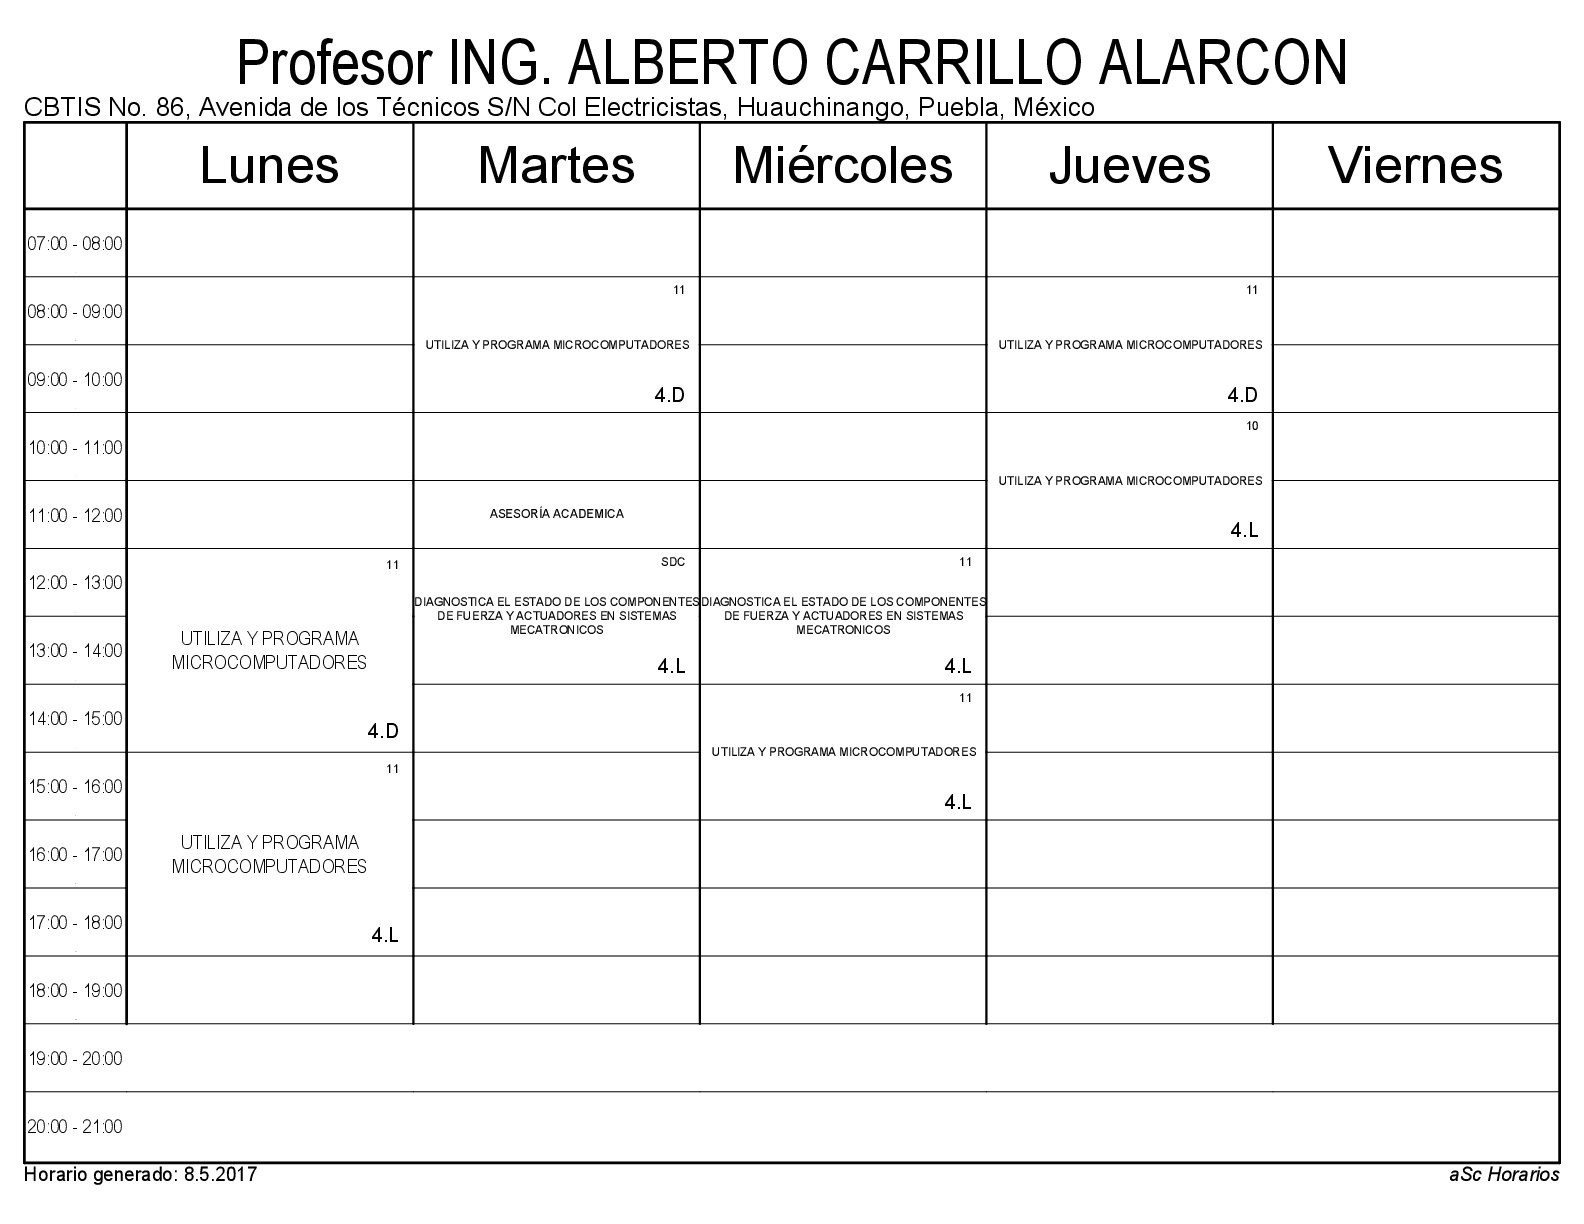 Profesor ING. ALBERTO CARRILLO ALARCON
CBTIS No. 86, Avenida de los Técnicos S/N Col Electricistas, Huauchinango, Puebla, México
Lunes Martes Miércoles Jueves Viernes
07:00 - 08:00
11 11
08:00 - 09:00
UTILIZA Y PROGRAMA MICROCOMPUTADORES UTILIZA Y PROGRAMA MICROCOMPUTADORES
09:00 - 10:00
4.D 4.D
10
10:00 - 11:00
UTILIZA Y PROGRAMA MICROCOMPUTADORES
11:00 - 12:00 ASESORÍA ACADEMICA
4.L
11 SDC 11
12:00 - 13:00
DIAGNOSTICA EL ESTADO DE LOS COMPONENTES DIAGNOSTICA EL ESTADO DE LOS COMPONENTES
DE FUERZA Y ACTUADORES EN SISTEMAS DE FUERZA Y ACTUADORES EN SISTEMAS
MECATRONICOS MECATRONICOS
UTILIZA Y PROGRAMA
13:00 - 14:00
MICROCOMPUTADORES
4.L 4.L
11
14:00 - 15:00
4.D
UTILIZA Y PROGRAMA MICROCOMPUTADORES
11
15:00 - 16:00
4.L
UTILIZA Y PROGRAMA
16:00 - 17:00
MICROCOMPUTADORES
17:00 - 18:00
4.L
18:00 - 19:00
19:00 - 20:00
20:00 - 21:00
Horario generado: 8.5.2017 aSc Horarios